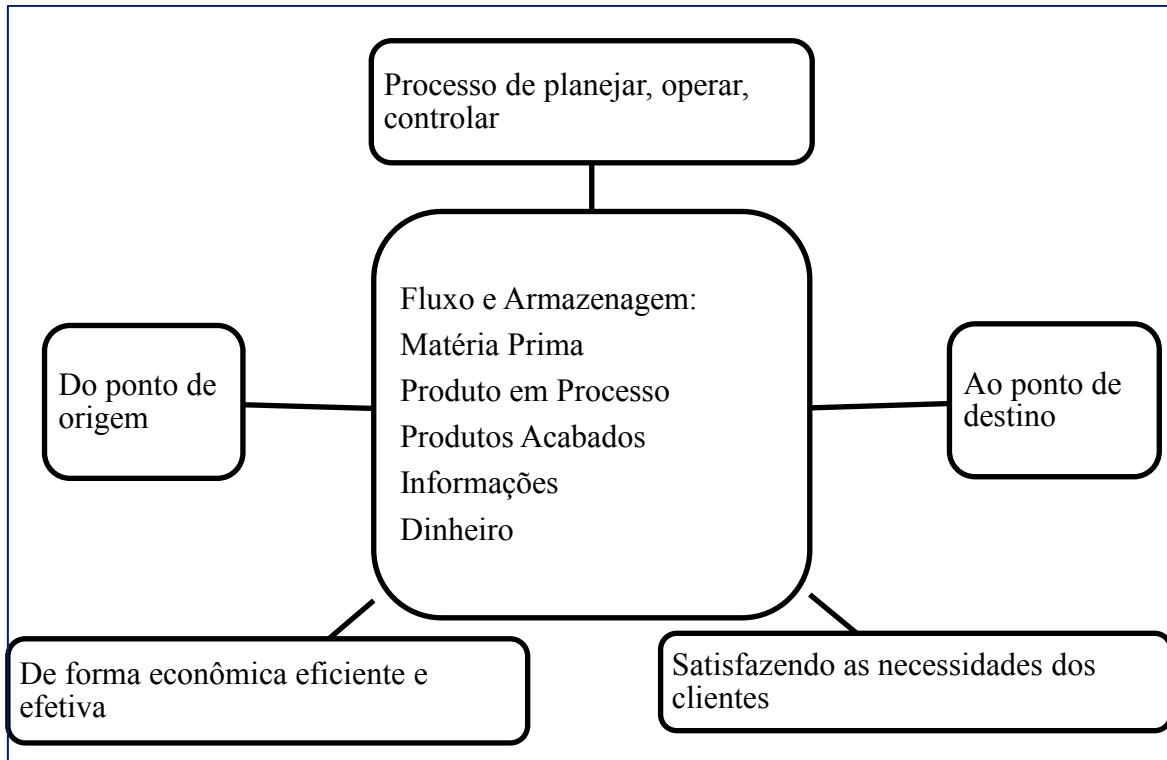 Processo de planejar, operar,
controlar
Fluxo e Armazenagem:
Matéria Prima
Produto em Processo
Produtos Acabados
Informações
Dinheiro
Do ponto de
origem
Ao ponto de
destino
De forma econômica eficiente e
efetiva
Satisfazendo as necessidades dos
clientes